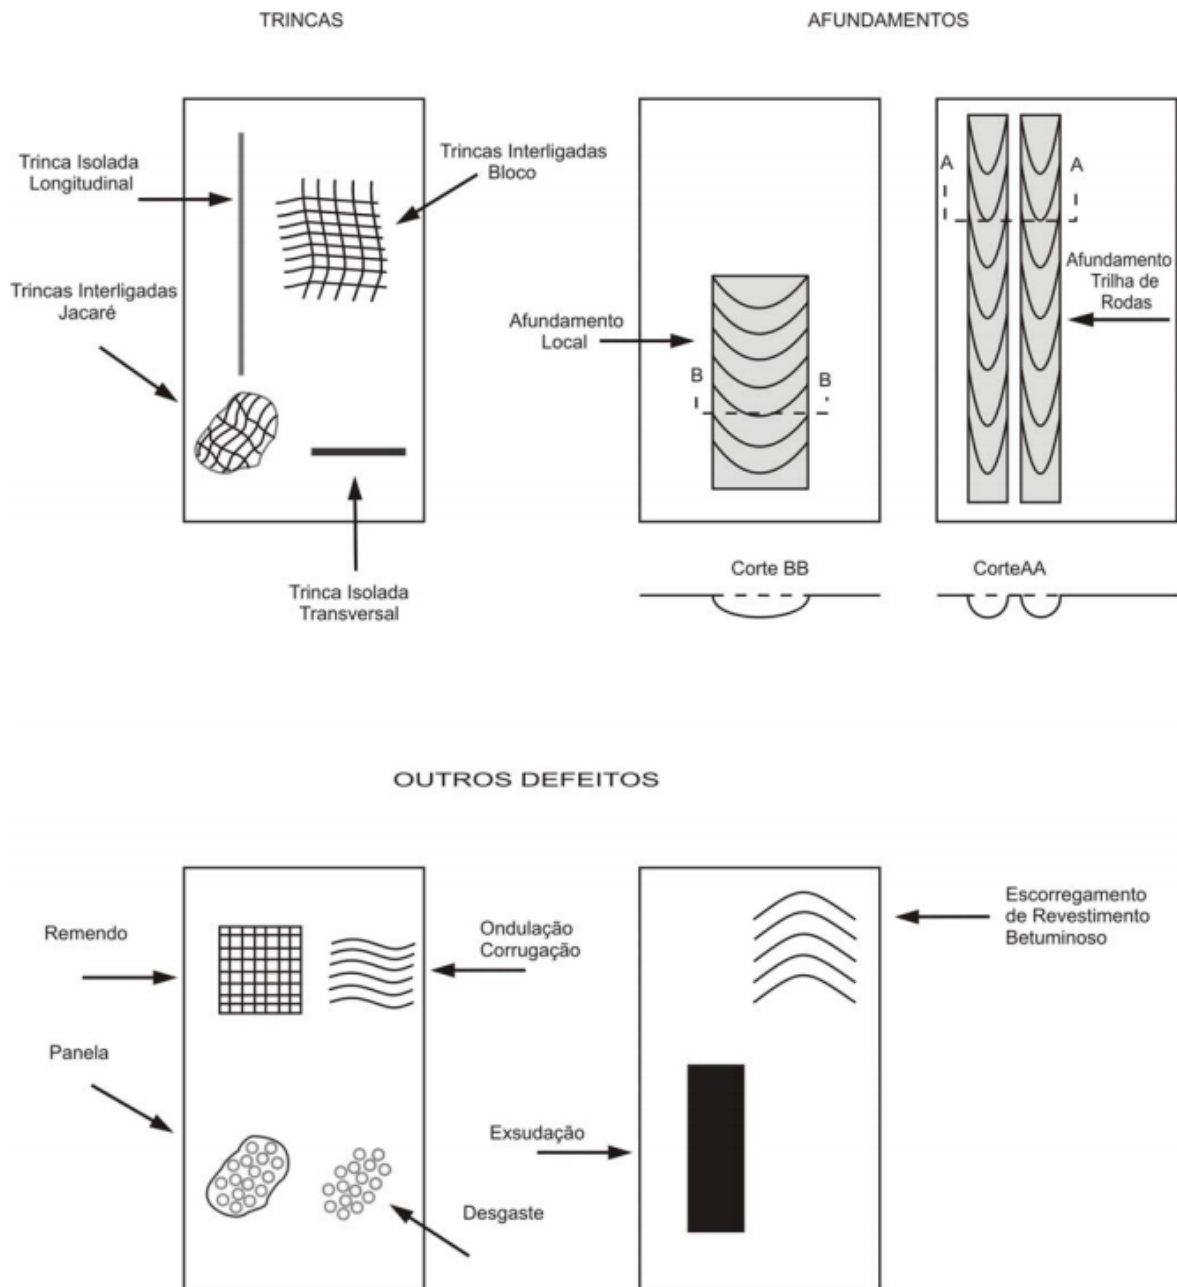 TRINCAS
AFUNDAMENTOS
Trinca Isolada
Longitudinal
Trincas Interligadas
Bloco
Trincas Interligadas
Jacaré
Trinca Isolada
Transversal
Afundamento
Local
B
B
A
A
Afundamento
Trilha de
Rodas
Corte BB
CorteAA
OUTROS DEFEITOS
Remendo
Ondulação
Corrugação
Panela
Desgaste
Escorregamento
de Revestimento
Betuminoso
Exsudação